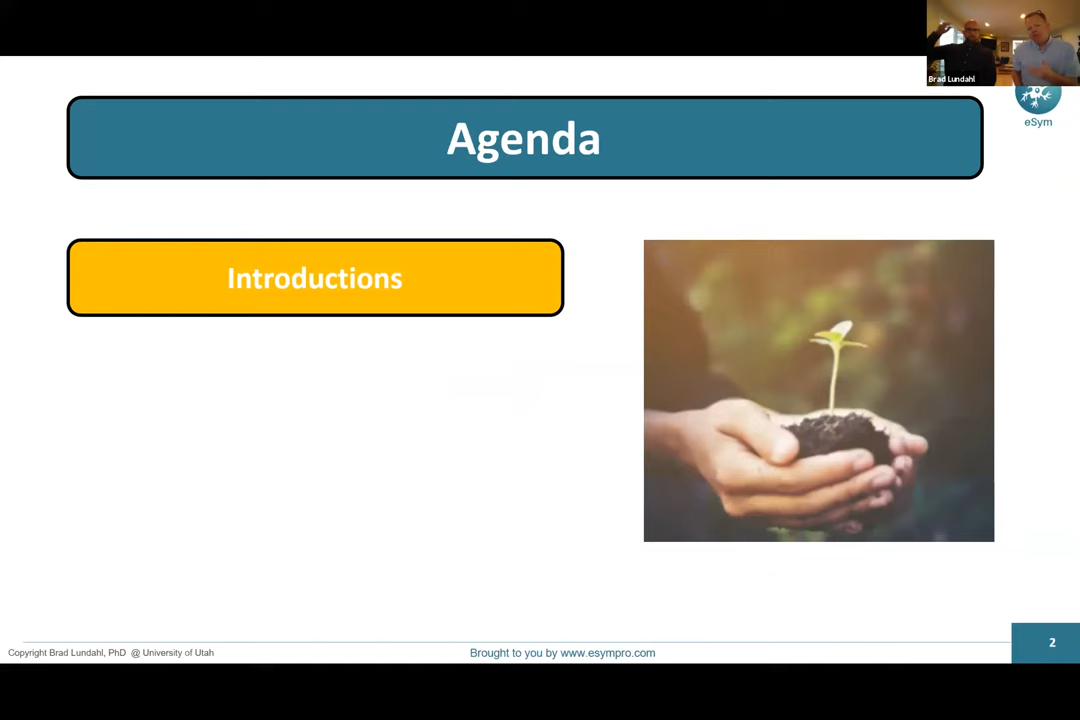 Brad Lundahl
eSym
Agenda
Introductions
Copyright Brad Lundahl, PhD @ University of Utah
Brought to you by www.esympro.com
2